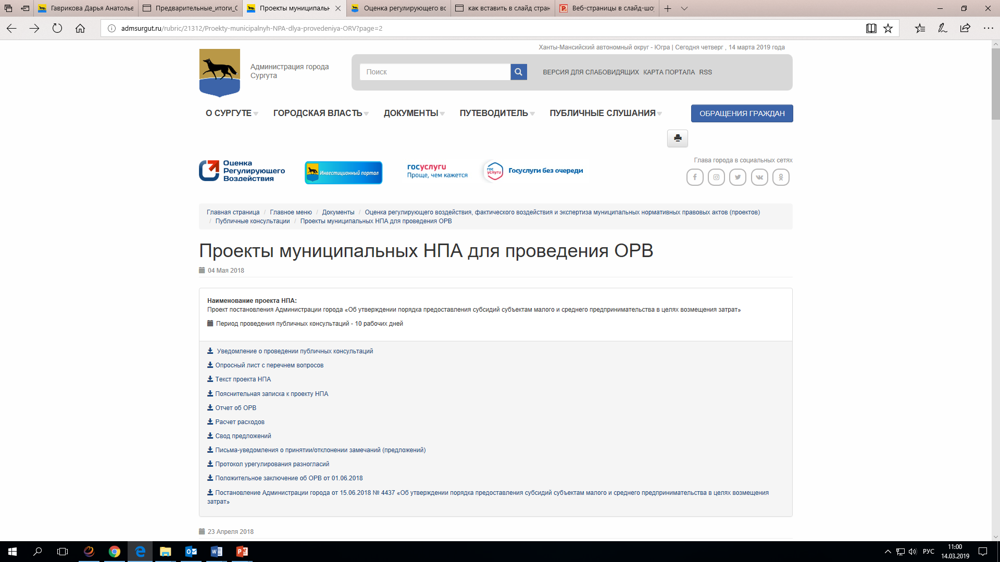 Гаврикова Дарья Анатолье
Предварительные_итоги_С
Проекты муниципальн
Оценка регулирующего вс
как вставить в слайд стран
Веб-страницы в слайд-шоу
admsurgut.ru/rubric/21312/Proekty-municipalnyh-NPA-dlya-provedeniya-ORV?page=2
Ханты-Мансийский автономный округ - Югра | Сегодня четверг , 14 марта 2019 года
Администрация города
Сургута
Поиск
ВЕРСИЯ ДЛЯ СЛАБОВИДЯЩИХ КАРТА ПОРТАЛА RSS
О СУРГУТЕ ГОРОДСКАЯ ВЛАСТЬ ДОКУМЕНТЫ ПУТЕВОДИТЕЛЬ ПУБЛИЧНЫЕ СЛУШАНИЯ ОБРАЩЕНИЯ ГРАЖДАН
Оценка
Регулирующего
Воздействия
Инвестиционный портал
госуслуги
Проще, чем кажется
гос
услуги
Госуслуги без очереди
Глава города в социальных сетях
Главная страница / Главное меню / Документы / Оценка регулирующего воздействия, фактического воздействия и экспертиза муниципальных нормативных правовых актов (проектов)
/ Публичные консультации / Проекты муниципальных НПА для проведения ОРВ
Проекты муниципальных НПА для проведения ОРВ
04 Мая 2018
Наименование проекта НПА:
Проект постановления Администрации города «Об утверждении порядка предоставления субсидий субъектам малого и среднего предпринимательства в целях возмещения затрат»
Период проведения публичных консультаций - 10 рабочих дней
Уведомление о проведении публичных консультаций
Опросный лист с перечнем вопросов
Текст проекта НПА
Пояснительная записка к проекту НПА
Отчет об ОРВ
Расчет расходов
Свод предложений
Письма-уведомления о принятии/отклонении замечаний (предложений)
Протокол урегулирования разногласий
Положительное заключение об ОРВ от 01.06.2018
Постановление Администрации города от 15.06.2018 № 4437 «Об утверждении порядка предоставления субсидий субъектам малого и среднего предпринимательства в целях возмещения
затрат»
23 Апреля 2018
РУС
11:00
14.03.2019